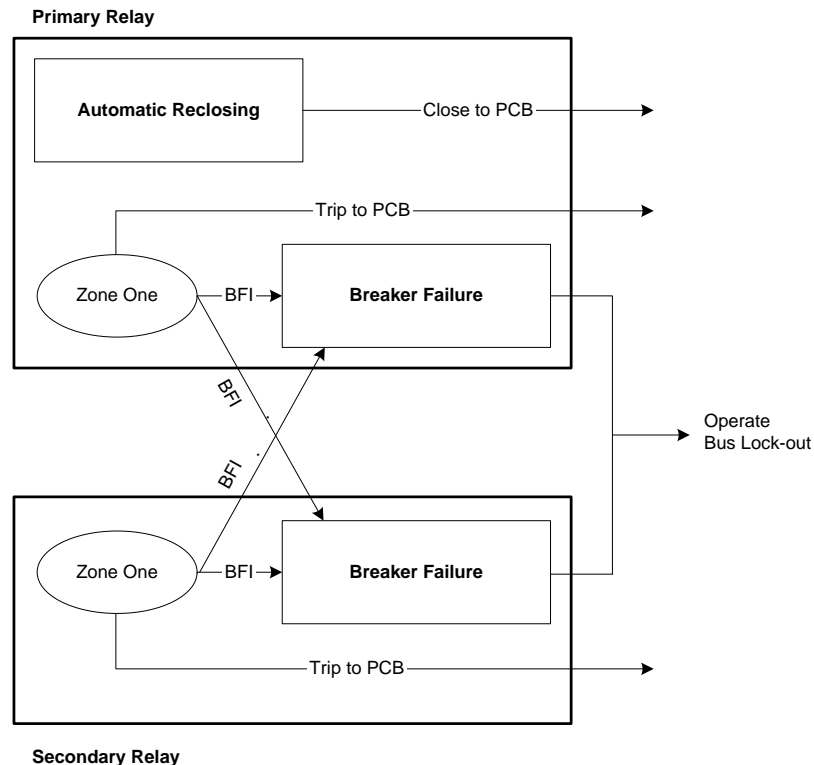 Primary Relay
Automatic Reclosing
Close to PCB
Trip to PCB
Zone One
BFI
Breaker Failure
BFI
BFI
Operate
Bus Lock-out
Zone One
BFI
Breaker Failure
Trip to PCB
Secondary Relay